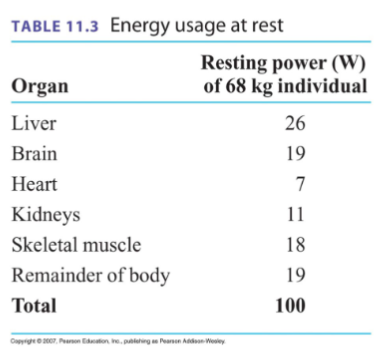 TABLE 11.3 Energy usage at rest
Resting power (W)
Organ of 68 kg individual
Liver 26
Brain 19
Heart 7
Kidneys 11
Skeletal muscle 18
Remainder of body 19
Total 100
Copyright © 2007, Pearson Education, Inc., publishing as Pearson Addison-Wesley.